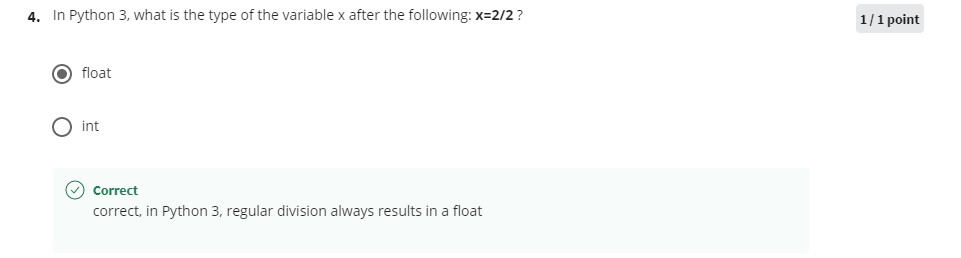 4. In Python 3, what is the type of the variable x after the following: x=2/2 ?
1 / 1 point
float
int
Correct
correct, in Python 3, regular division always results in a float